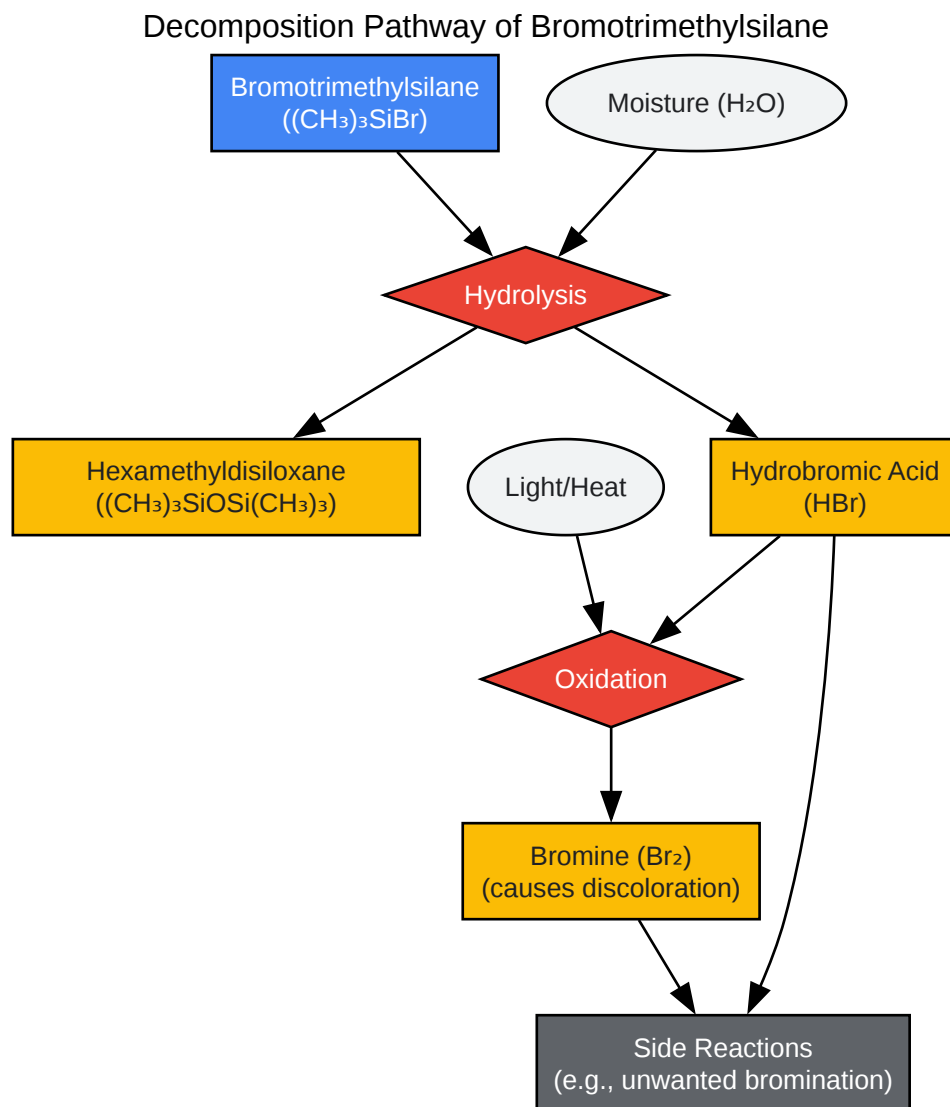 Decomposition Pathway of Bromotrimethylsilane
Bromotrimethylsilane
((CH₃)₃SiBr)
Moisture (H₂O)
Hydrolysis
Hexamethyldisiloxane
((CH₃)₃SiOSi(CH₃)₃)
Light/Heat
Hydrobromic Acid
(HBr)
Oxidation
Bromine (Br₂)
(causes discoloration)
Side Reactions
(e.g., unwanted bromination)